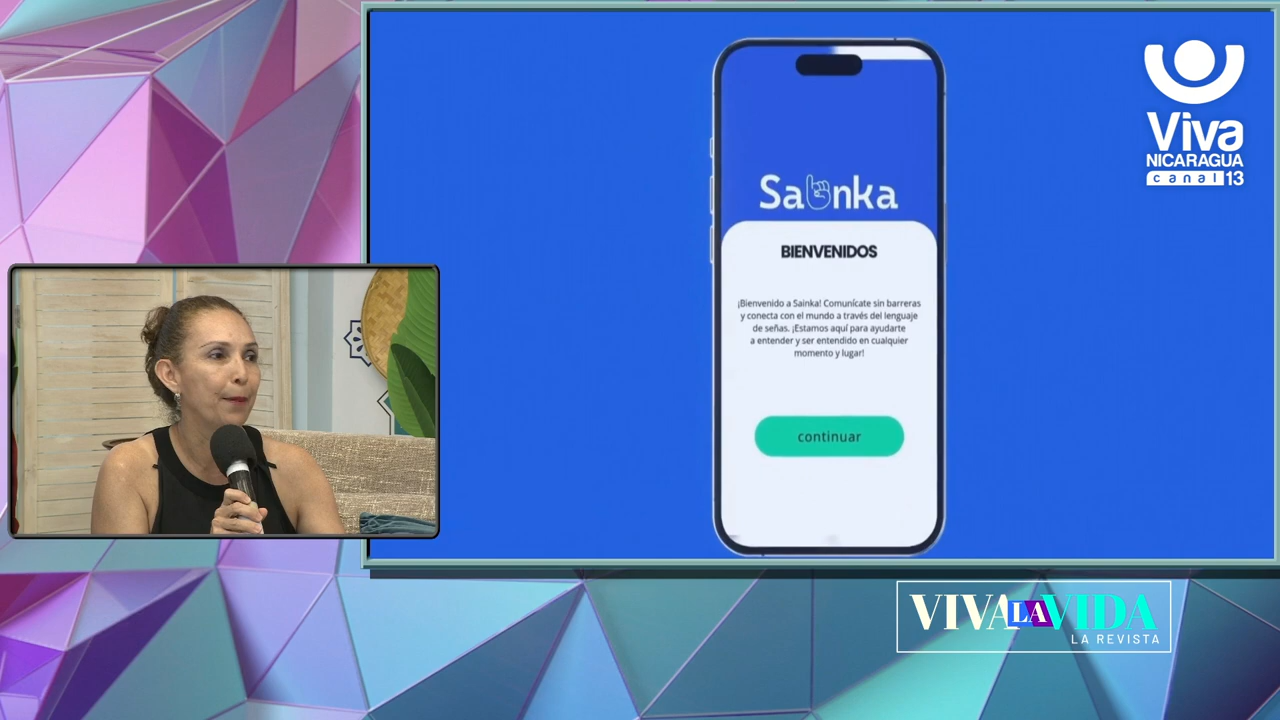 Viva
NICARAGUA
canal 13
Sainka
BIENVENIDOS
¡Bienvenido a Sainka! Comunícate sin barreras
y conecta con el mundo a través del lenguaje
de señas. ¡Estamos aquí para ayudarte
a entender y ser entendido en cualquier
momento y lugar!
continuar
VIVA LA VIDA
LA REVISTA